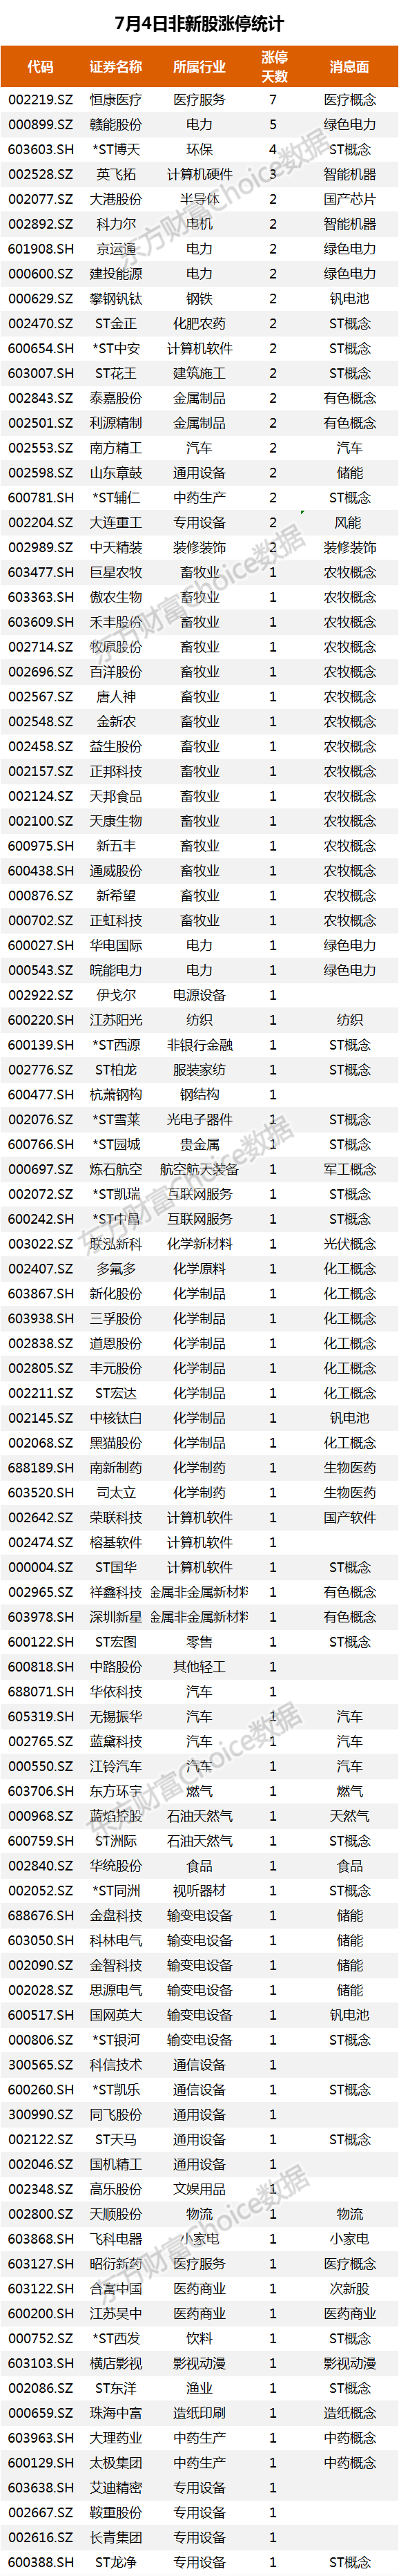 7月4日非新股涨停统计
代码 证券名称 所属行业 涨停天数 消息面
002219.SZ 恒康医疗 医疗服务 7 医疗概念
000899.SZ 赣能股份 电力 5 绿色电力
603603.SH *ST博天 环保 4 ST概念
002528.SZ 英飞拓 计算机硬件 3 智能机器
002077.SZ 大港股份 半导体 2 国产芯片
002892.SZ 科力尔 电机 2 智能机器
601908.SH 京运通 电力 2 绿色电力
000600.SZ 建投能源 电力 2 绿色电力
000629.SZ 攀钢钒钛 钢铁 2 钒电池
002470.SZ ST金正 化肥农药 2 ST概念
600654.SH *ST中安 计算机软件 2 ST概念
603007.SH ST花王 建筑施工 2 ST概念
002843.SZ 泰嘉股份 金属制品 2 有色概念
002501.SZ 利源精制 金属制品 2 有色概念
002553.SZ 南方精工 汽车 2 汽车
002598.SZ 山东章鼓 通用设备 2 储能
600781.SH *ST辅仁 中药生产 2 ST概念
002204.SZ 大连重工 专用设备 2 风能
002989.SZ 中天精装 装修装饰 2 装修装饰
603477.SH 巨星农牧 畜牧业 1 农牧概念
603363.SH 傲农生物 畜牧业 1 农牧概念
603609.SH 禾丰股份 畜牧业 1 农牧概念
002714.SZ 牧原股份 畜牧业 1 农牧概念
002696.SZ 百洋股份 畜牧业 1 农牧概念
002567.SZ 唐人神 畜牧业 1 农牧概念
002548.SZ 金新农 畜牧业 1 农牧概念
002458.SZ 益生股份 畜牧业 1 农牧概念
002157.SZ 正邦科技 畜牧业 1 农牧概念
002124.SZ 天邦食品 畜牧业 1 农牧概念
002100.SZ 天康生物 畜牧业 1 农牧概念
600975.SH 新五丰 畜牧业 1 农牧概念
600438.SH 通威股份 畜牧业 1 农牧概念
000876.SZ 新希望 畜牧业 1 农牧概念
000702.SZ 正虹科技 畜牧业 1 农牧概念
600027.SH 华电国际 电力 1 绿色电力
000543.SZ 皖能电力 电力 1 绿色电力
002922.SZ 伊戈尔 电源设备 1
600220.SH 江苏阳光 纺织 1 纺织
600139.SH *ST西源 非银行金融 1 ST概念
002776.SZ ST柏龙 服装家纺 1 ST概念
600477.SH 杭萧钢构 钢结构 1
002076.SZ *ST雪莱 光电子器件 1 ST概念
600766.SH *ST园城 贵金属 1 ST概念
000697.SZ 炼石航空 航空航天装备 1 军工概念
002072.SZ *ST凯瑞 互联网服务 1 ST概念
600242.SH *ST中昌 互联网服务 1 ST概念
003022.SZ 联泓新科 化学新材料 1 光伏概念
002407.SZ 多氟多 化学原料 1 化工概念
603867.SH 新化股份 化学制品 1 化工概念
603938.SH 三孚股份 化学制品 1 化工概念
002838.SZ 道恩股份 化学制品 1 化工概念
002805.SZ 丰元股份 化学制品 1 化工概念
002211.SZ ST宏达 化学制品 1 化工概念
002145.SZ 中核钛白 化学制品 1 钒电池
002068.SZ 黑猫股份 化学制品 1 化工概念
688189.SH 南新制药 化学制药 1 生物医药
603520.SH 司太立 化学制药 1 生物医药
002642.SZ 荣联科技 计算机软件 1 国产软件
002474.SZ 榕基软件 计算机软件 1
000004.SZ ST国华 计算机软件 1 ST概念
002965.SZ 祥鑫科技 金属非金属新材料 1 有色概念
603978.SH 深圳新星 金属非金属新材料 1 有色概念
600122.SH ST宏图 零售 1 ST概念
600818.SH 中路股份 其他轻工 1
688071.SH 华依科技 汽车 1
605319.SH 无锡振华 汽车 1 汽车
002765.SZ 蓝黛科技 汽车 1 汽车
000550.SZ 江铃汽车 汽车 1 汽车
603706.SH 东方环宇 燃气 1 燃气
000968.SZ 蓝焰控股 石油天然气 1 天然气
600759.SH ST洲际 石油天然气 1 ST概念
002840.SZ 华统股份 食品 1 食品
002052.SZ *ST同洲 视听器材 1 ST概念
688676.SH 金盘科技 输变电设备 1 储能
603050.SH 科林电气 输变电设备 1 储能
002090.SZ 金智科技 输变电设备 1 储能
002028.SZ 思源电气 输变电设备 1 储能
600517.SH 国网英大 输变电设备 1 钒电池
000806.SZ *ST银河 输变电设备 1 ST概念
300565.SZ 科信技术 通信设备 1
600260.SH *ST凯乐 通信设备 1 ST概念
300990.SZ 同飞股份 通用设备 1
002122.SZ ST天马 通用设备 1 ST概念
002046.SZ 国机精工 通用设备 1
002348.SZ 高乐股份 文娱用品 1
002800.SZ 天顺股份 物流 1 物流
603868.SH 飞科电器 小家电 1 小家电
603127.SH 昭衍新药 医疗服务 1 医疗概念
603122.SH 合富中国 医药商业 1 次新股
600200.SH 江苏吴中 医药商业 1 医药商业
000752.SZ *ST西发 饮料 1 ST概念
603103.SH 横店影视 影视动漫 1 影视动漫
002086.SZ ST东洋 渔业 1 ST概念
000659.SZ 珠海中富 造纸印刷 1 造纸概念
603963.SH 大理药业 中药生产 1 中药概念
600129.SH 太极集团 中药生产 1 中药概念
603638.SH 艾迪精密 专用设备 1
002667.SZ 鞍重股份 专用设备 1
002616.SZ 长青集团 专用设备 1
600388.SH ST龙净 专用设备 1 ST概念
东方财富Choice数据
东方财富Choice数据
东方财富Choice数据
东方财富Choice数据
东方财富Choice数据